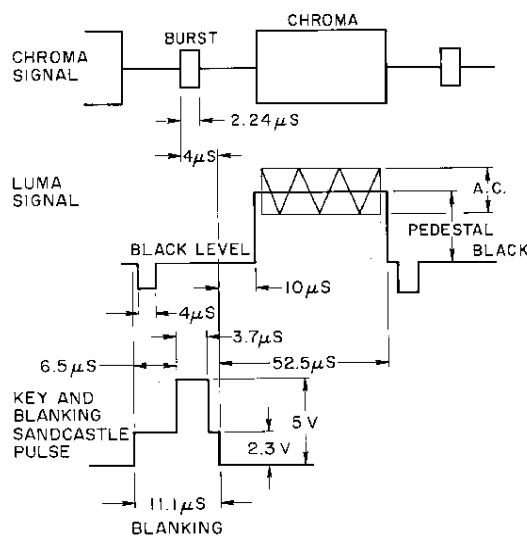 CHROMA
BURST
CHROMA
SIGNAL
2.24μS
4μS
LUMA
SIGNAL
A.C.
PEDESTAL
BLACK LEVEL
BLACK
10μS
4μS
3.7μS
6.5μS
52.5μS
KEY AND
BLANKING
SANDCASTLE
PULSE
5 V
2.3 V
11.1μS
BLANKING